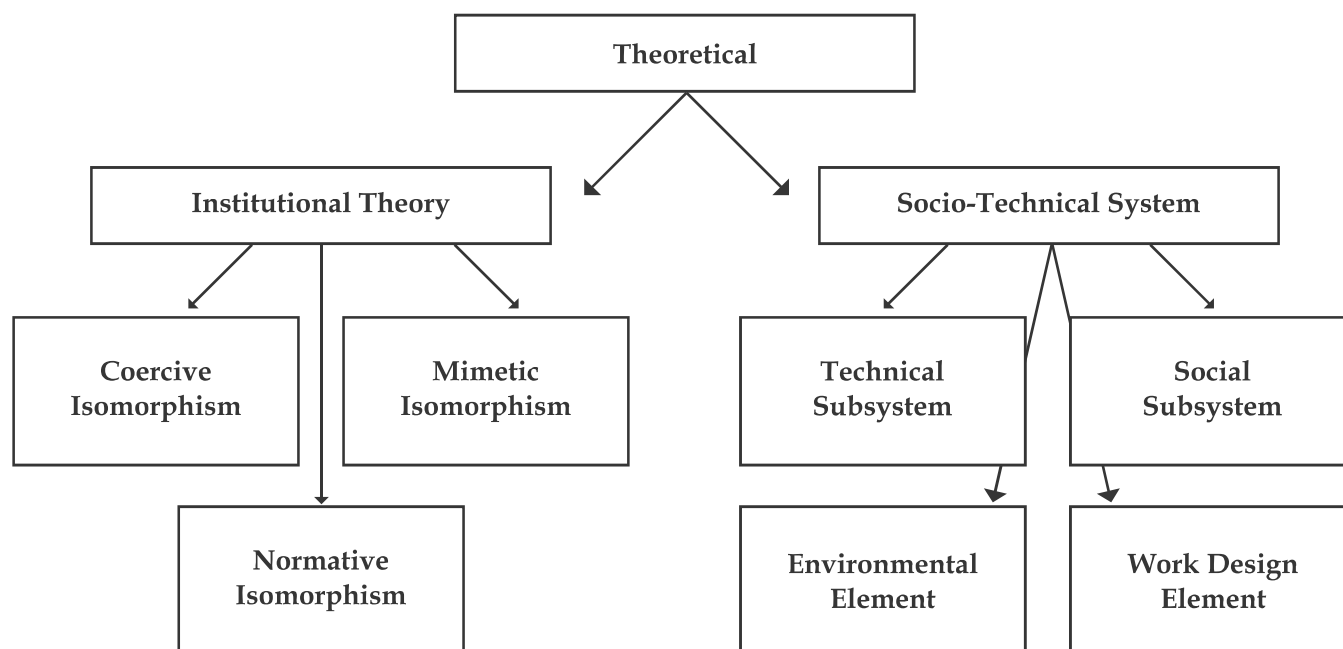 Theoretical
Institutional Theory
Socio-Technical System
Coercive
Isomorphism
Mimetic
Isomorphism
Technical
Subsystem
Social
Subsystem
Normative
Isomorphism
Environmental
Element
Work Design
Element